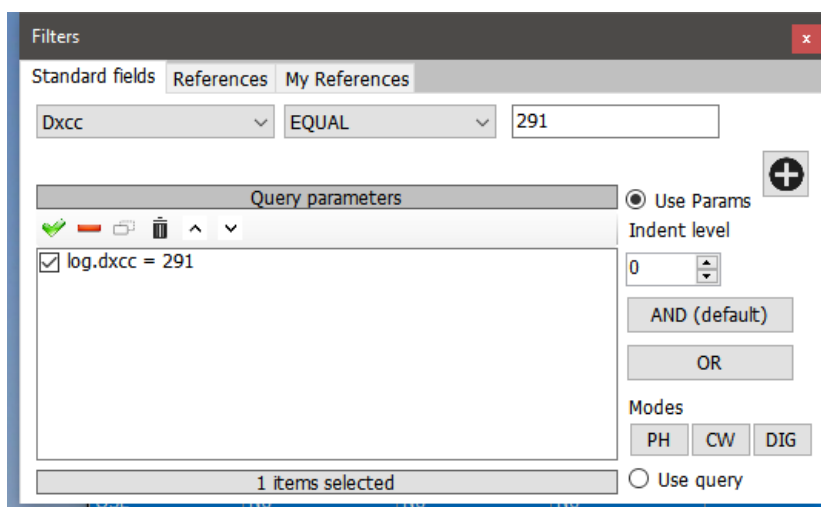 Filters
x
Standard fields References My References
Dxcc EQUAL 291
Query parameters
Use Params
Indent level
log.dxcc = 291
0
AND (default)
OR
Modes
PH CW DIG
1 items selected
Use query